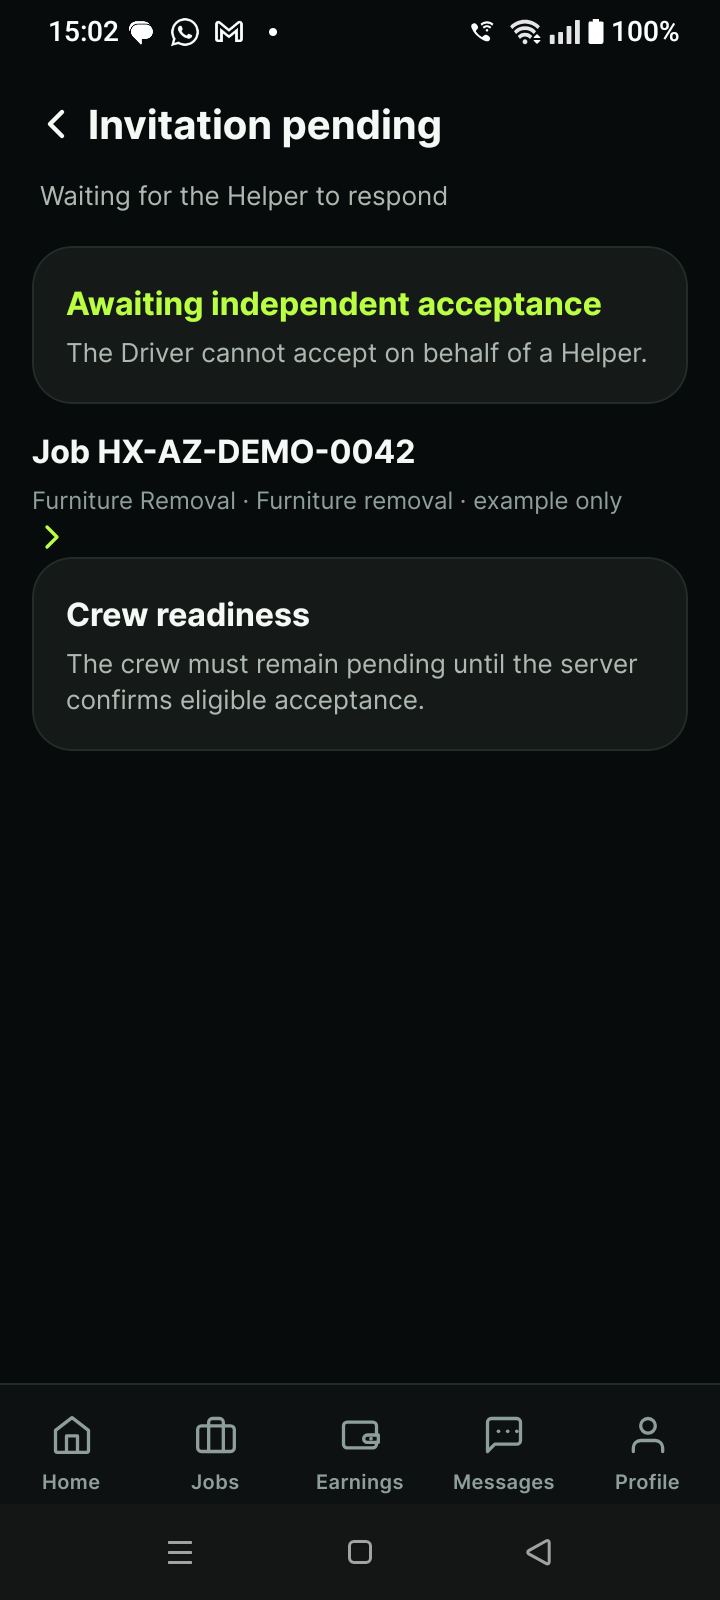 15:02
100%
Invitation pending
Waiting for the Helper to respond
Awaiting independent acceptance
The Driver cannot accept on behalf of a Helper.
Job HX-AZ-DEMO-0042
Furniture Removal · Furniture removal · example only
Crew readiness
The crew must remain pending until the server
confirms eligible acceptance.
Home
Jobs
Earnings
Messages
Profile